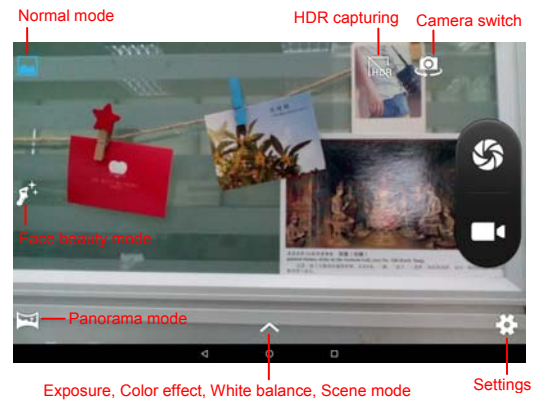 Normal mode
HDR capturing
Camera switch
HDR
Face beauty mode
Panorama mode
Exposure, Color effect, White balance, Scene mode
Settings